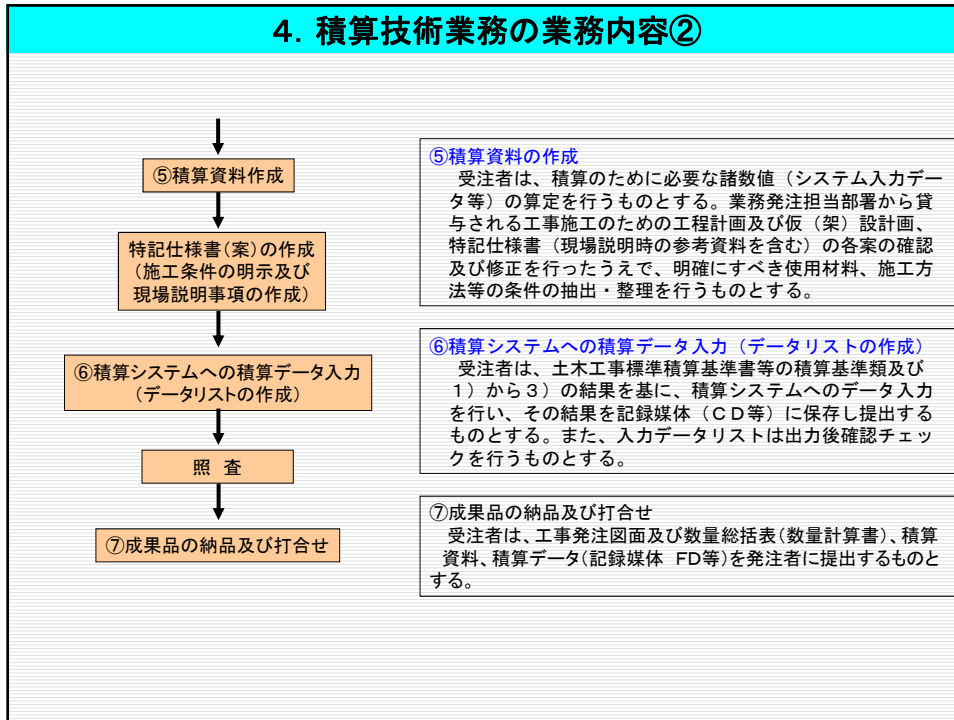 ４．積算技術業務の業務内容②
⑤積算資料作成
特記仕様書(案)の作成
(施工条件の明示及び
現場説明事項の作成)
⑥積算システムへの積算データ入力
(データリストの作成)
照 査
⑦成果品の納品及び打合せ
⑤積算資料の作成
受注者は、積算のために必要な諸数値（システム入力デー
タ等）の算定を行うものとする。業務発注担当部署から貸
与される工事施工のための工程計画及び仮（架）設計画、
特記仕様書（現場説明時の参考資料を含む）の各案の確認
及び修正を行ったうえで、明確にすべき使用材料、施工方
法等の条件の抽出・整理を行うものとする。
⑥積算システムへの積算データ入力（データリストの作成）
受注者は、土木工事標準積算基準書等の積算基準類及び
１）から３）の結果を基に、積算システムへのデータ入力
を行い、その結果を記録媒体（ＣＤ等）に保存し提出する
ものとする。また、入力データリストは出力後確認チェッ
クを行うものとする。
⑦成果品の納品及び打合せ
受注者は、工事発注図面及び数量総括表(数量計算書)、積算
資料、積算データ(記録媒体 FD等)を発注者に提出するものと
する。